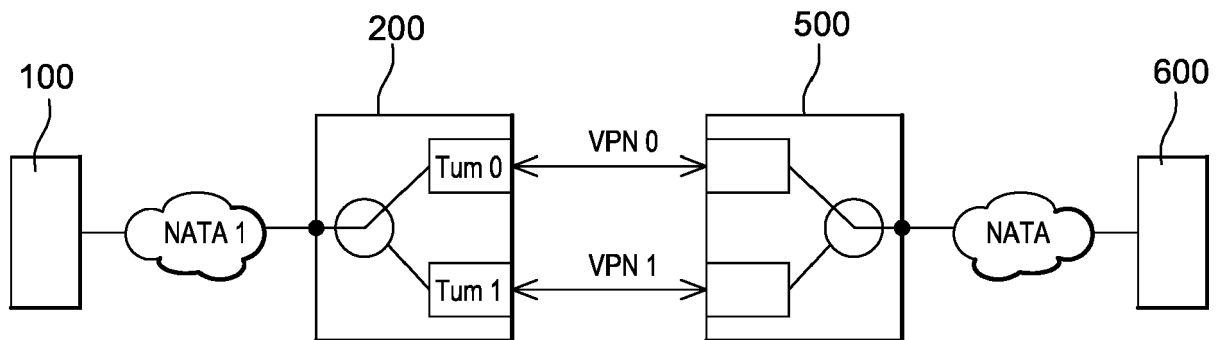 100
200
500
600
NATA 1
Tum 0
Tum 1
VPN 0
VPN 1
NATA